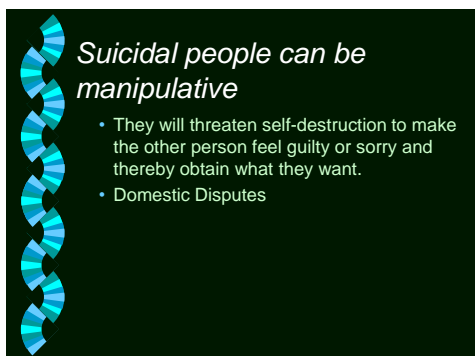 Suicidal people can be
manipulative
• They will threaten self-destruction to make
the other person feel guilty or sorry and
thereby obtain what they want.
• Domestic Disputes